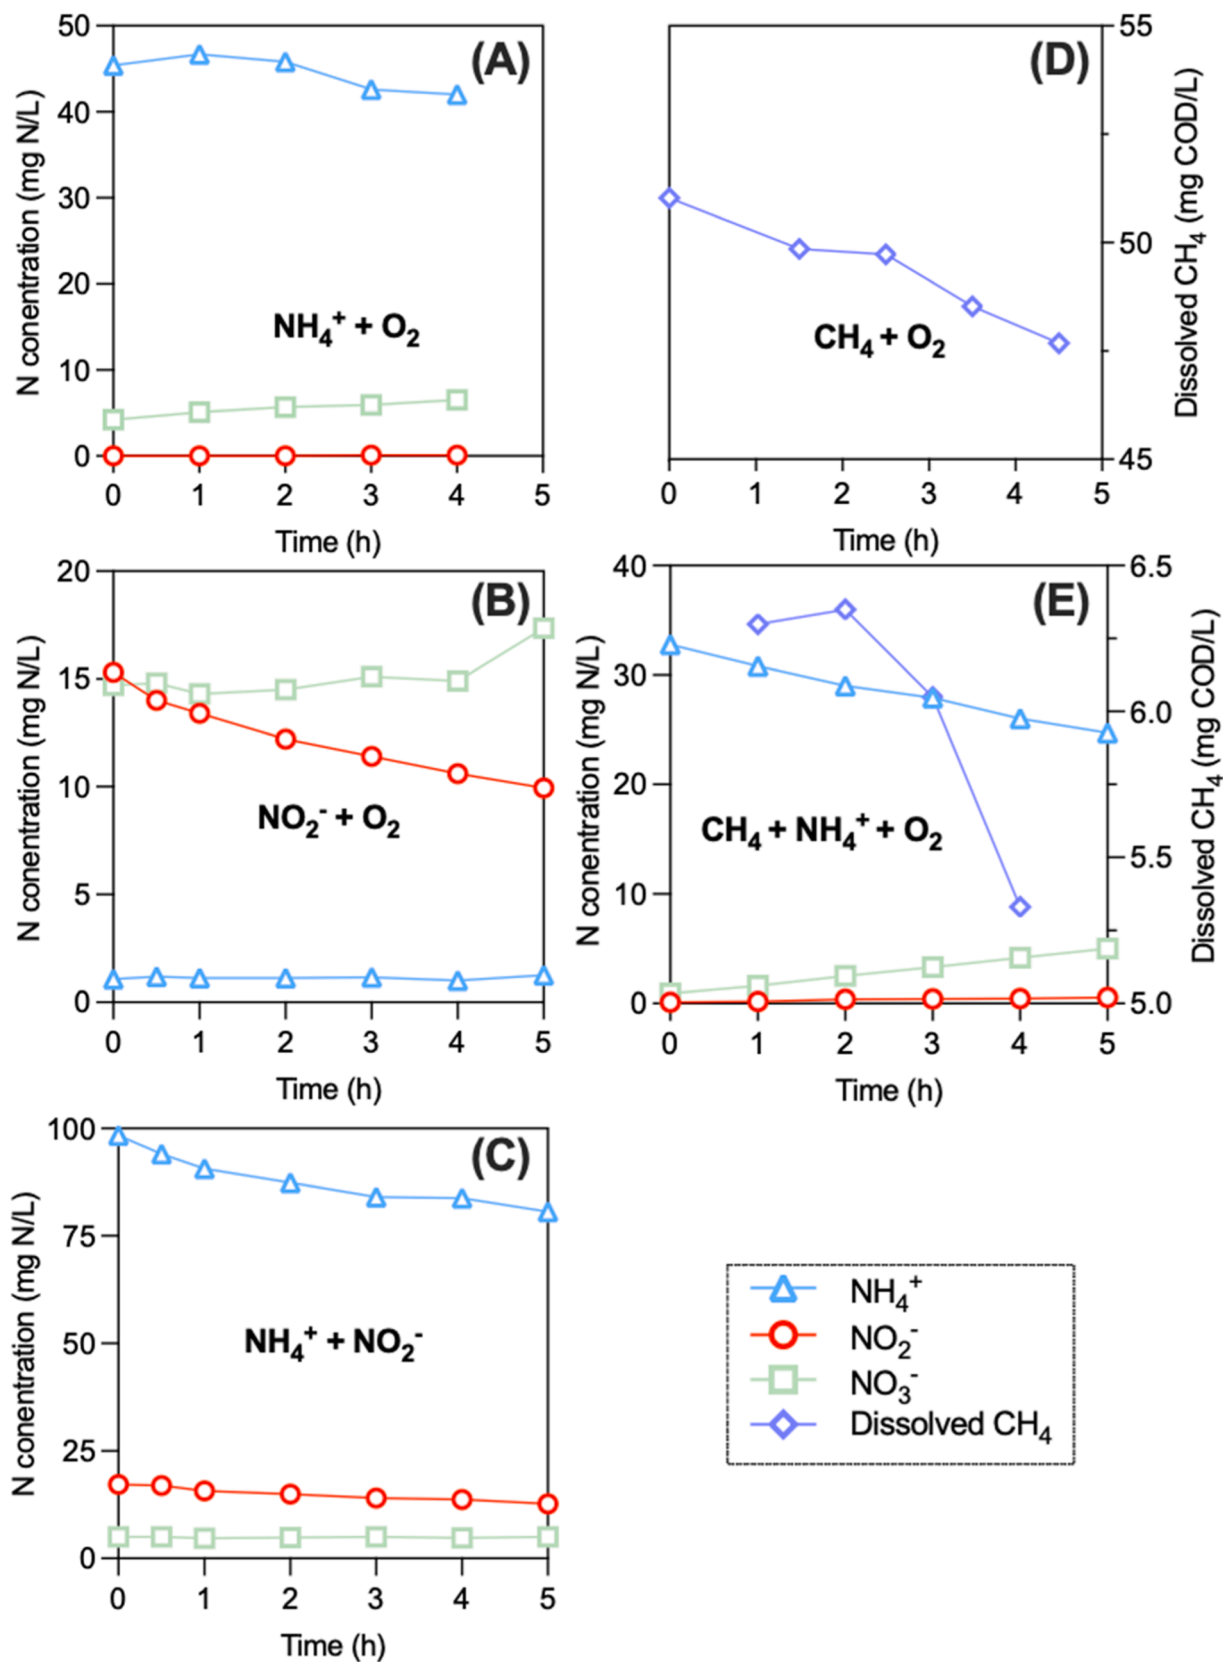 (A)
N conentration (mg N/L)
50
40
30
20
10
0
NH₄⁺ + O₂
0 1 2 3 4 5
Time (h)
(D)
55
50
45
Dissolved CH₄ (mg COD/L)
CH₄ + O₂
0 1 2 3 4 5
Time (h)
(B)
N conentration (mg N/L)
20
15
10
5
0
NO₂⁻ + O₂
0 1 2 3 4 5
Time (h)
(E)
N conentration (mg N/L)
40
30
20
10
0
6.5
6.0
5.5
5.0
Dissolved CH₄ (mg COD/L)
CH₄ + NH₄⁺ + O₂
0 1 2 3 4 5
Time (h)
(C)
N conentration (mg N/L)
100
75
50
25
0
NH₄⁺ + NO₂⁻
0 1 2 3 4 5
Time (h)
NH₄⁺
NO₂⁻
NO₃⁻
Dissolved CH₄